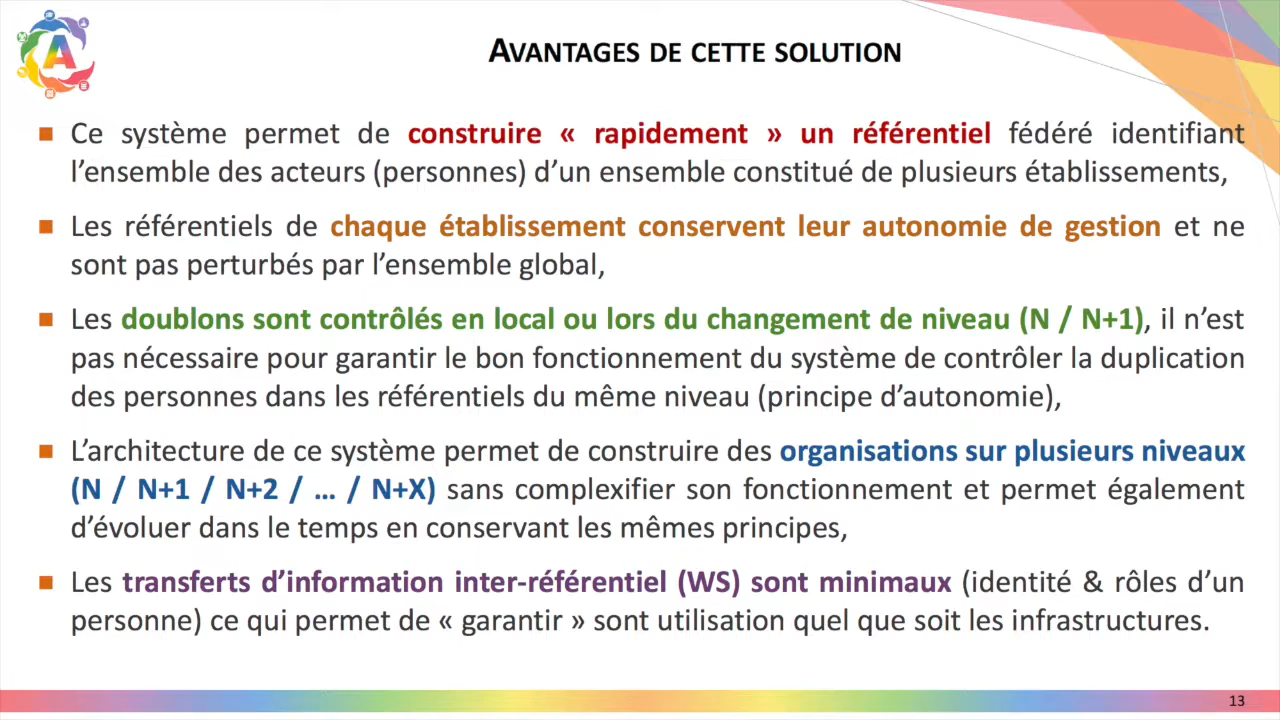 A
AVANTAGES DE CETTE SOLUTION
Ce système permet de construire « rapidement » un référentiel fédéré identifiant
l’ensemble des acteurs (personnes) d’un ensemble constitué de plusieurs établissements,
Les référentiels de chaque établissement conservent leur autonomie de gestion et ne
sont pas perturbés par l’ensemble global,
Les doublons sont contrôlés en local ou lors du changement de niveau (N / N+1), il n’est
pas nécessaire pour garantir le bon fonctionnement du système de contrôler la duplication
des personnes dans les référentiels du même niveau (principe d’autonomie),
L’architecture de ce système permet de construire des organisations sur plusieurs niveaux
(N / N+1 / N+2 / … / N+X) sans complexifier son fonctionnement et permet également
d’évoluer dans le temps en conservant les mêmes principes,
Les transferts d’information inter-référentiel (WS) sont minimaux (identité & rôles d’un
personne) ce qui permet de « garantir » sont utilisation quel que soit les infrastructures.
13